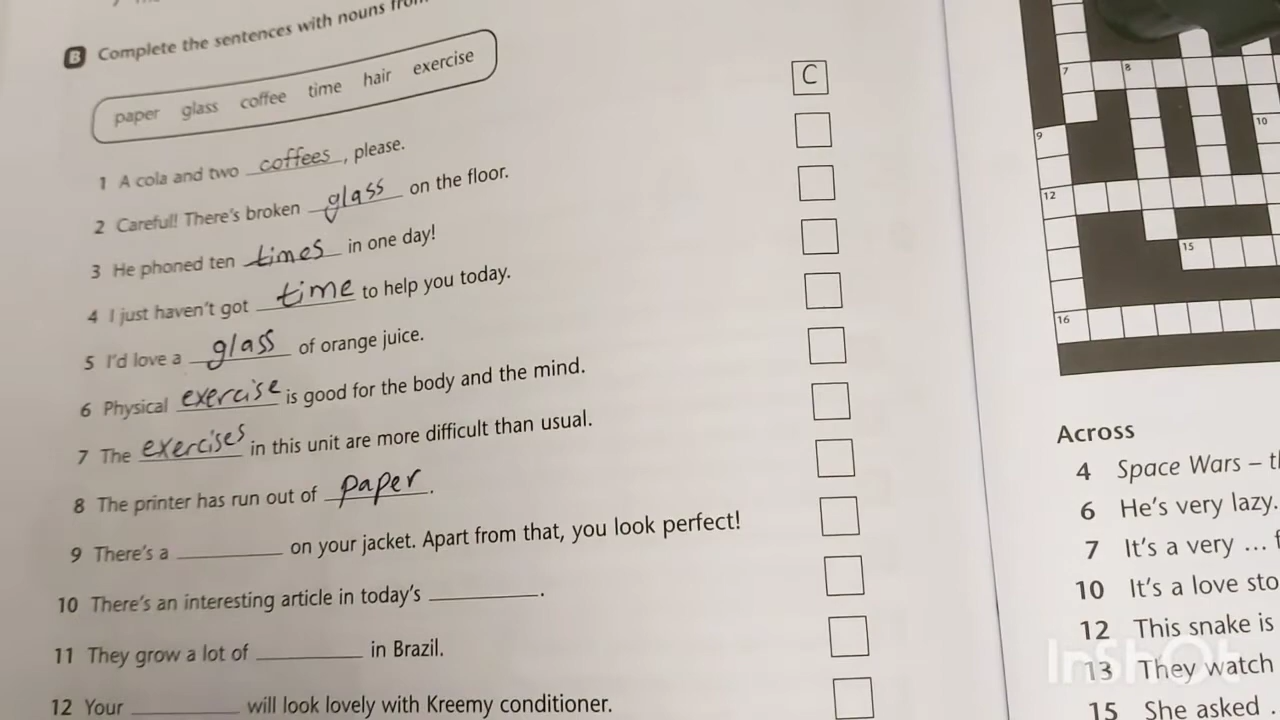 B Complete the sentences with nouns from
paper glass coffee time hair exercise
1 A cola and two coffees, please. C
2 Careful! There's broken glass on the floor.
3 He phoned ten times in one day!
4 I just haven't got time to help you today.
5 I'd love a glass of orange juice.
6 Physical exercise is good for the body and the mind.
7 The exercises in this unit are more difficult than usual.
8 The printer has run out of paper.
9 There's a ____ on your jacket. Apart from that, you look perfect!
10 There's an interesting article in today's ____.
11 They grow a lot of ____ in Brazil.
12 Your ____ will look lovely with Kreemy conditioner.
7 8
9 10
12
15
16
Across
4 Space Wars –
6 He's very lazy.
7 It's a very …
10 It's a love
12 This snake is
13 They watch
15 She asked .
InShOt